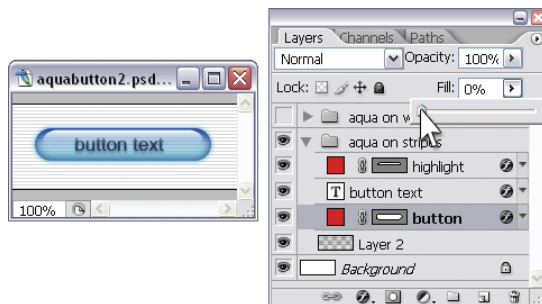 aquabutton2.psd...
button text
100%
Layers Channels Paths
Normal Opacity: 100%
Lock: Fill: 0%
aqua on w
aqua on stripes
highlight
T button text
button
Layer 2
Background